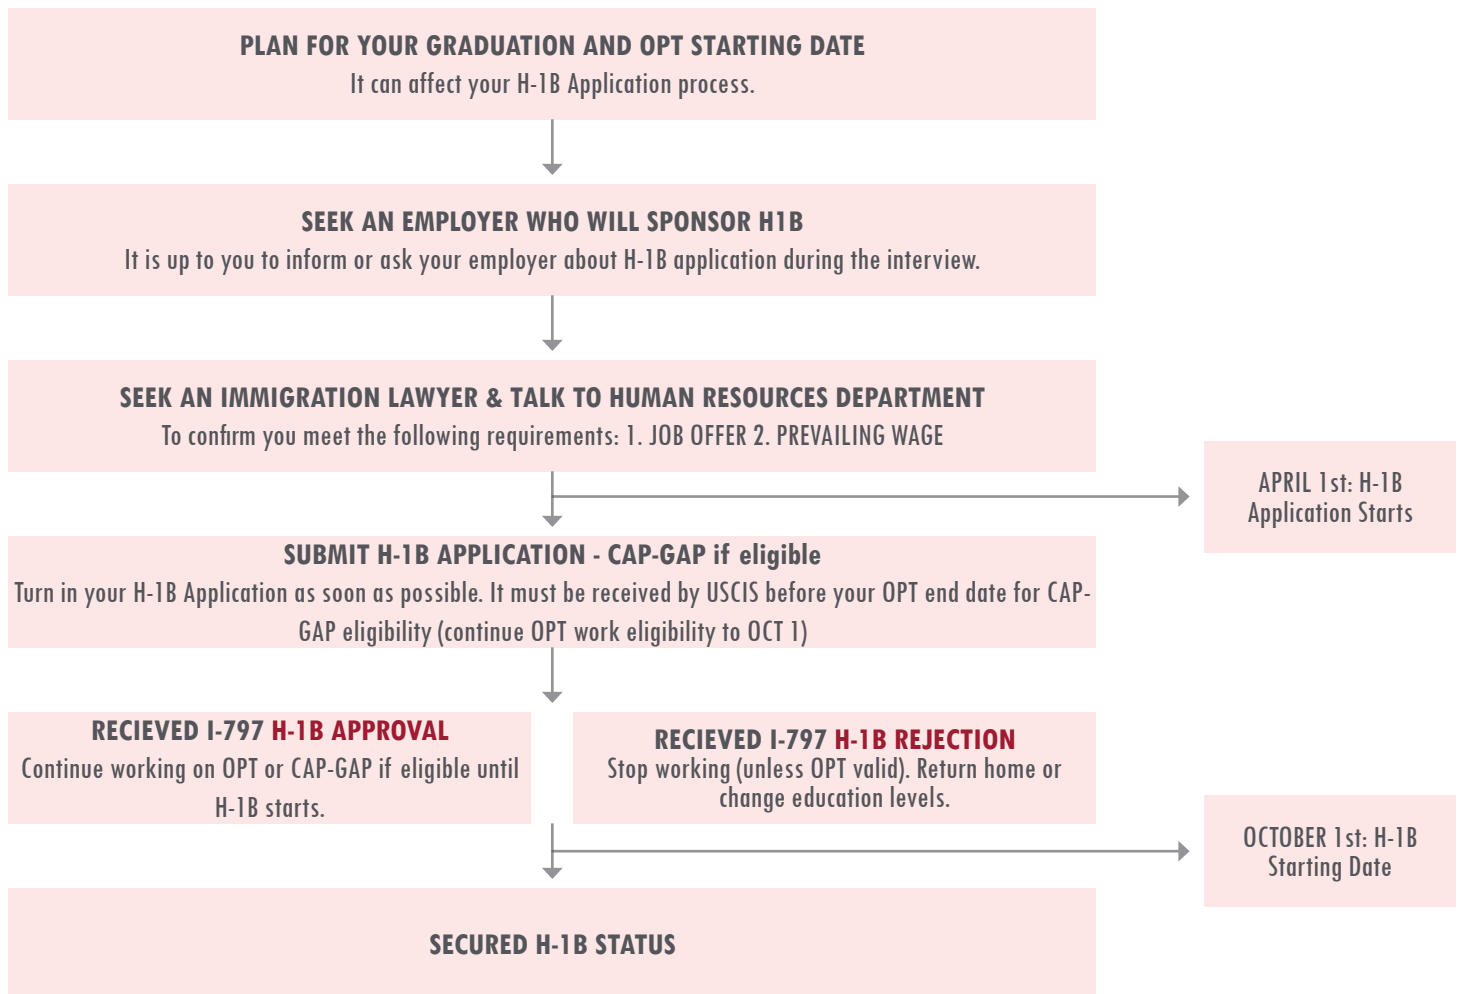 PLAN FOR YOUR GRADUATION AND OPT STARTING DATE
It can affect your H-1B Application process.
SEEK AN EMPLOYER WHO WILL SPONSOR H1B
It is up to you to inform or ask your employer about H-1B application during the interview.
SEEK AN IMMIGRATION LAWYER & TALK TO HUMAN RESOURCES DEPARTMENT
To confirm you meet the following requirements: 1. JOB OFFER 2. PREVAILING WAGE
APRIL 1st: H-1B
Application Starts
SUBMIT H-1B APPLICATION - CAP-GAP if eligible
Turn in your H-1B Application as soon as possible. It must be received by USCIS before your OPT end date for CAP-
GAP eligibility (continue OPT work eligibility to OCT 1)
RECIEVED I-797 H-1B APPROVAL
Continue working on OPT or CAP-GAP if eligible until
H-1B starts.
RECIEVED I-797 H-1B REJECTION
Stop working (unless OPT valid). Return home or
change education levels.
OCTOBER 1st: H-1B
Starting Date
SECURED H-1B STATUS